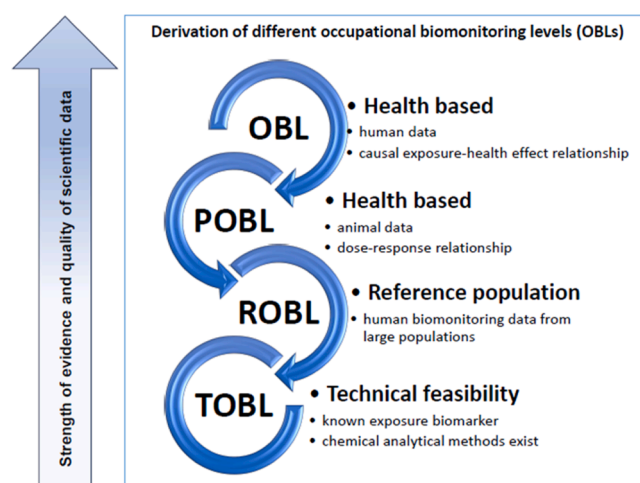 Derivation of different occupational biomonitoring levels (OBLs)
Strength of evidence and quality of scientific data
OBL
• Health based
• human data
• causal exposure-health effect relationship
POBL
• Health based
• animal data
• dose-response relationship
ROBL
• Reference population
• human biomonitoring data from
large populations
TOBL
• Technical feasibility
• known exposure biomarker
• chemical analytical methods exist